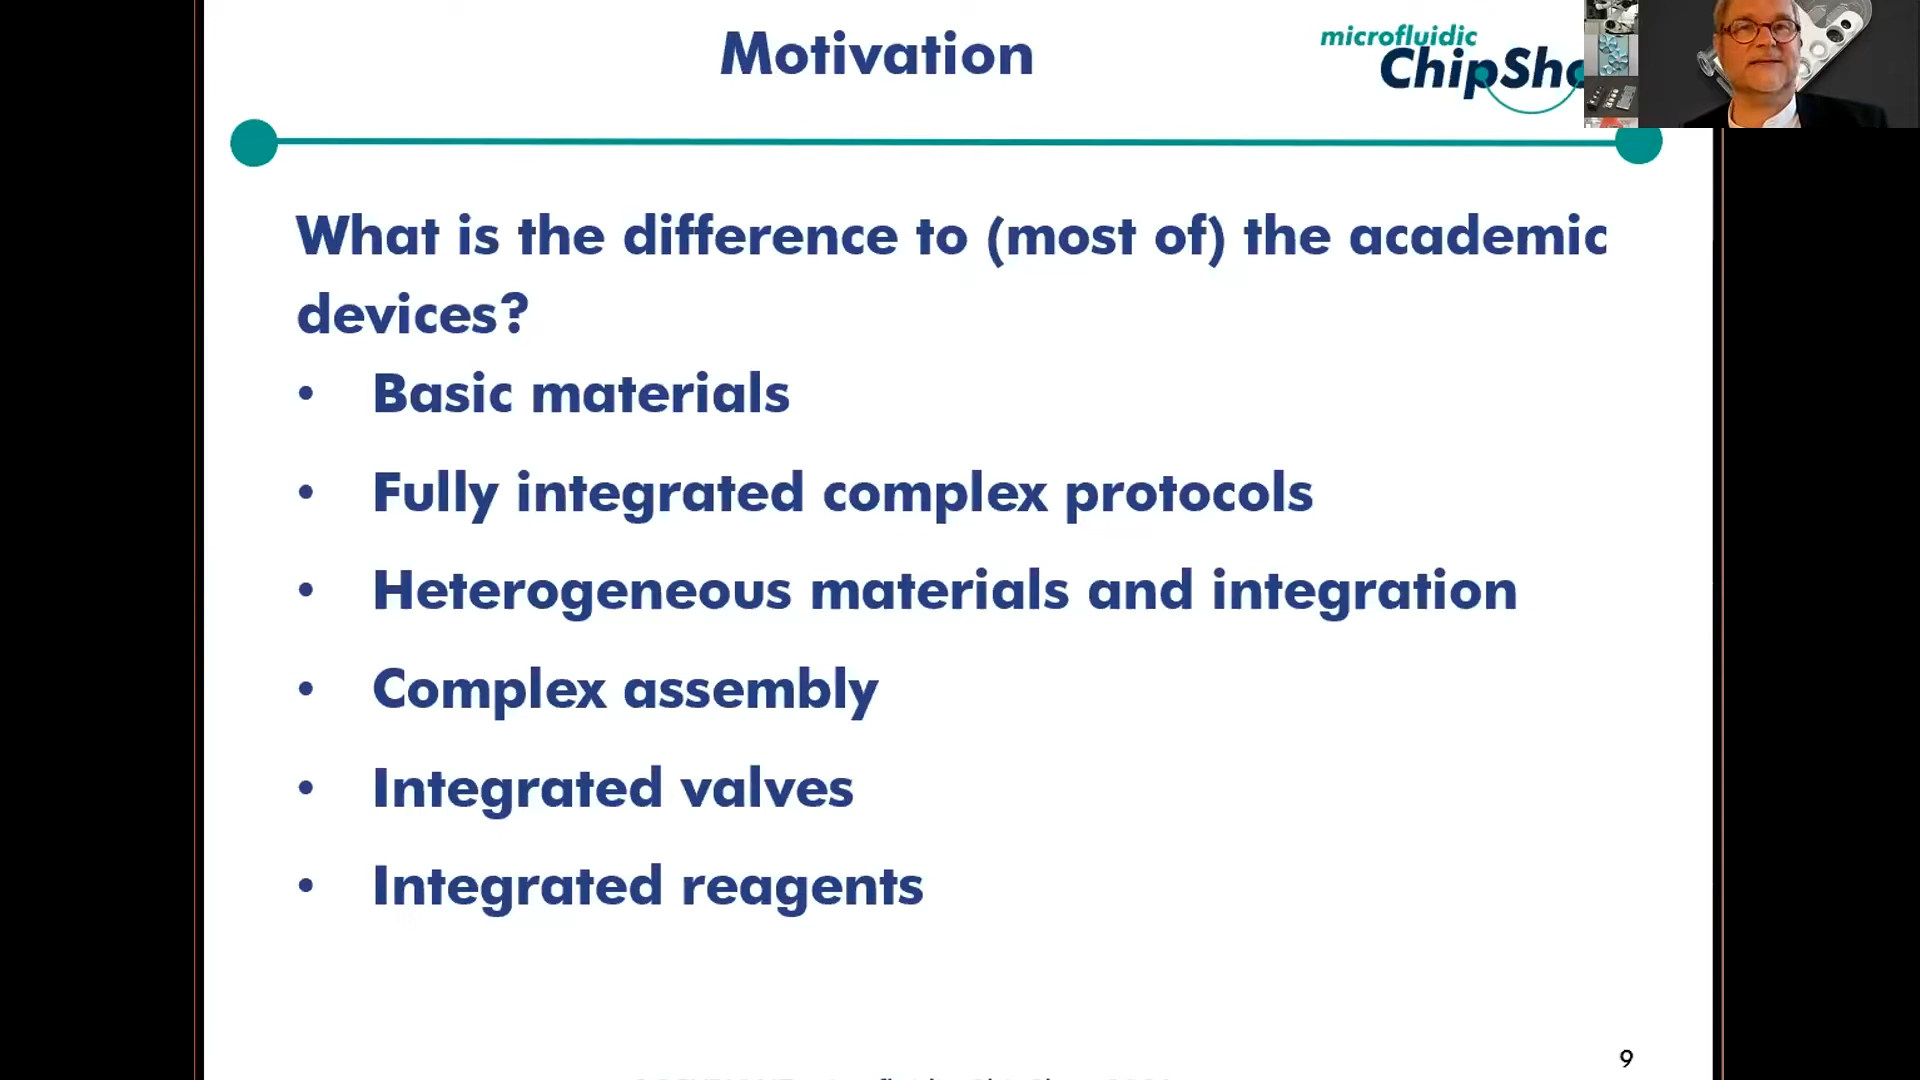 Motivation
microfluidic
ChipSho
What is the difference to (most of) the academic
devices?
• Basic materials
• Fully integrated complex protocols
• Heterogeneous materials and integration
• Complex assembly
• Integrated valves
• Integrated reagents
9